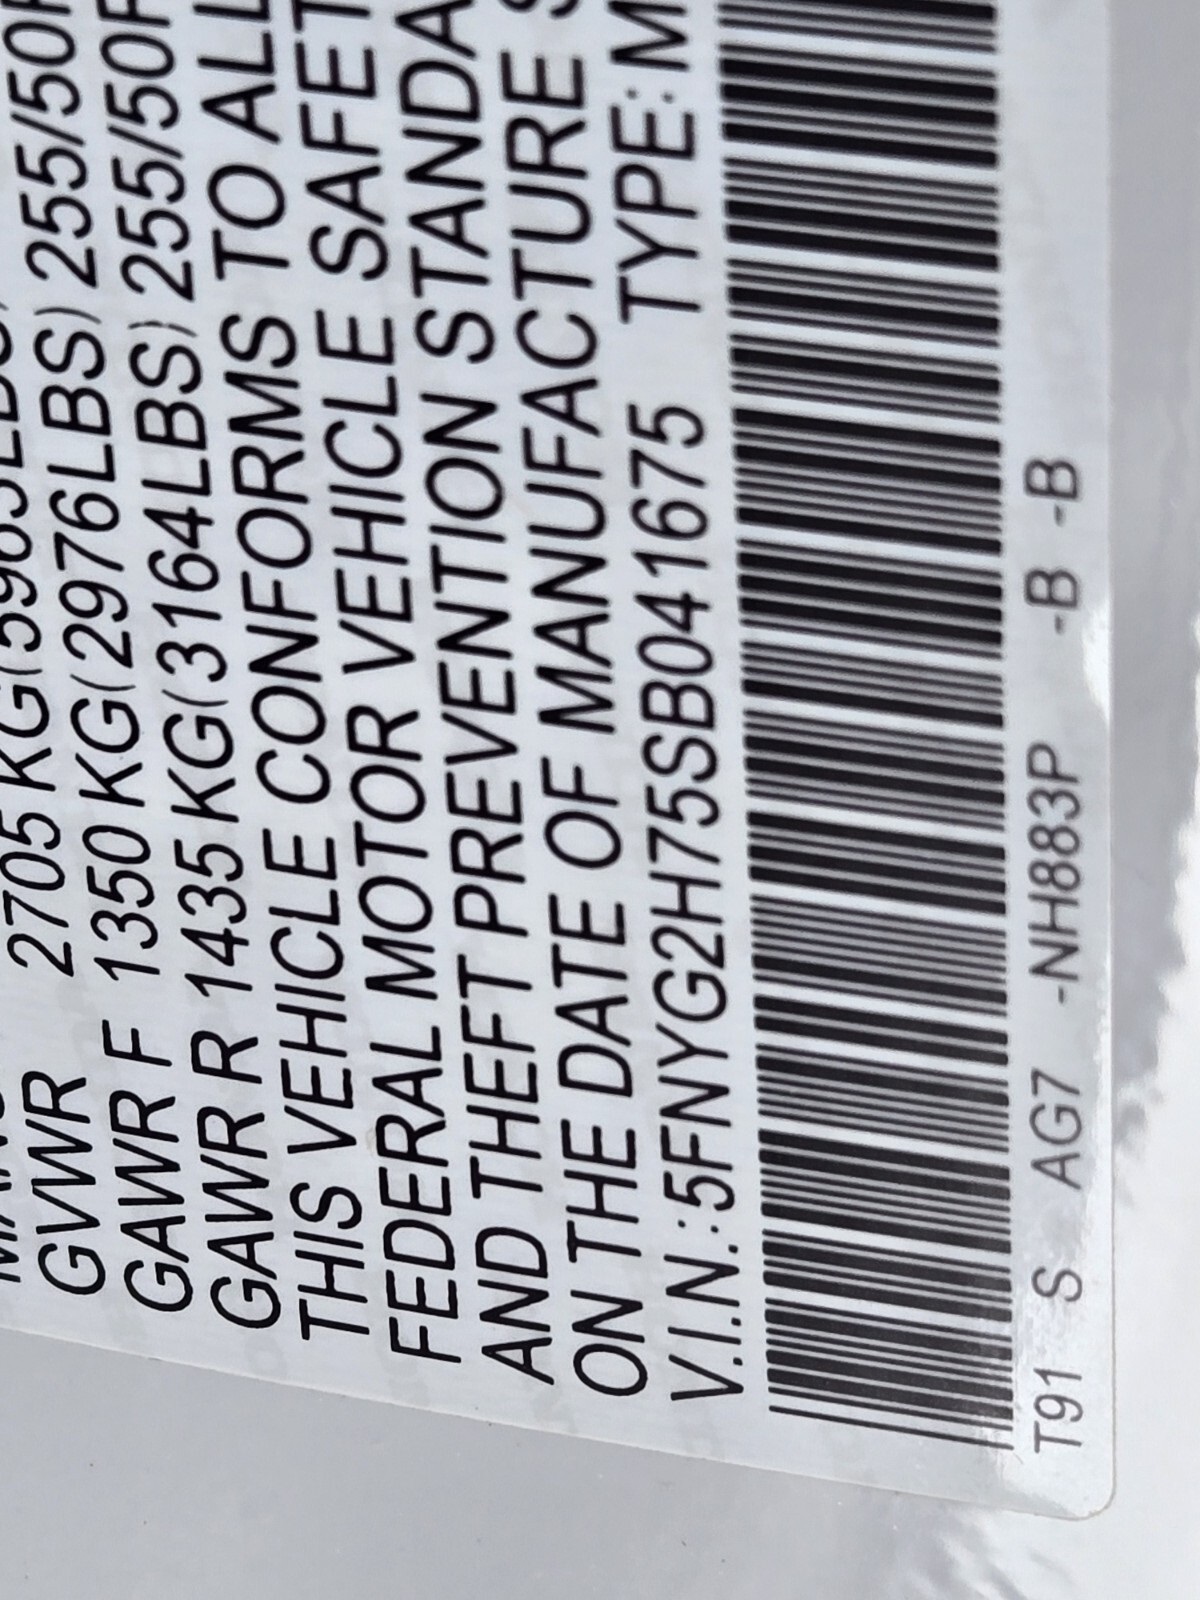 GVWR 2705 KG(5963LBS)
GAWR F 1350 KG(2976LBS) 255/50R
GAWR R 1435 KG(3164LBS) 255/50R
THIS VEHICLE CONFORMS TO ALL
FEDERAL MOTOR VEHICLE SAFET
AND THEFT PREVENTION STANDA
ON THE DATE OF MANUFACTURE S
V.I.N.:5FNYG2H75SB041675 TYPE:M
T91 S AG7 -NH883P -B -B